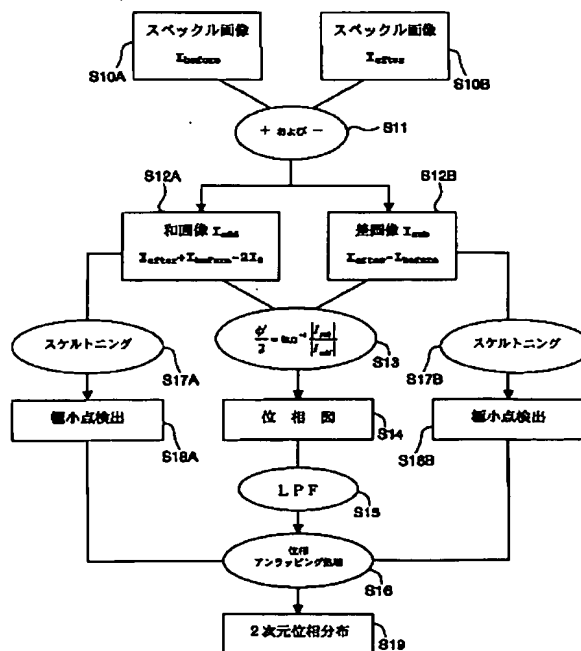 スペックル画像
I_before
S10A
スペックル画像
I_after
S10B
+ および −
S11
S12A
和画像 I_add
I_after+I_before−2I_0
S12B
差画像 I_sub
I_after−I_before
スケルトニング
S17A
φ'/2 = tan⁻¹ |I_sub|/|I_add|
S13
スケルトニング
S17B
極小点検出
S18A
位 相 図
S14
極小点検出
S18B
LPF
S15
位相
アンラッピング処理
S16
2次元位相分布
S19